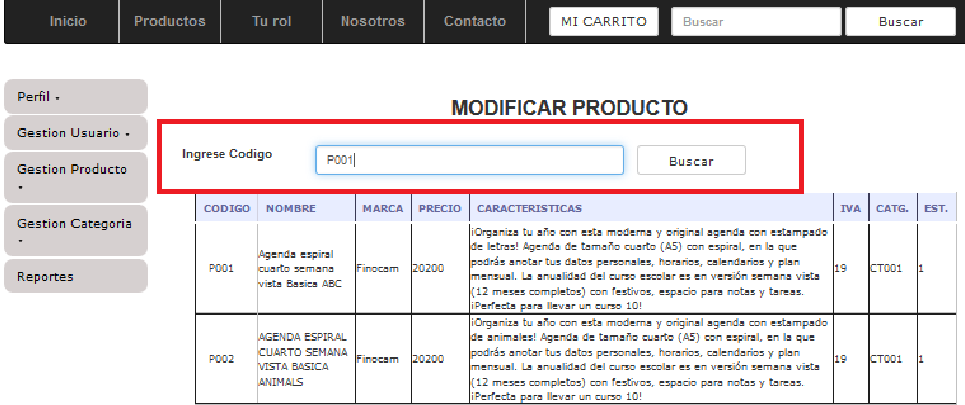 Inicio Productos Tu rol Nosotros Contacto MI CARRITO Buscar Buscar
Perfil
Gestion Usuario
Gestion Producto
Gestion Categoria
Reportes
MODIFICAR PRODUCTO
Ingrese Codigo P001 Buscar
CODIGO NOMBRE MARCA PRECIO CARACTERISTICAS IVA CATG. EST.
P001
Agenda espiral
cuarto semana
vista Basica ABC
Finocam
20200
¡Organiza tu año con esta moderna y original agenda con estampado
de letras! Agenda de tamaño cuarto (A5) con espiral, en la que
podrás anotar tus datos personales, horarios, calendarios y plan
mensual. La anualidad del curso escolar es en versión semana vista
(12 meses completos) con festivos, espacio para notas y tareas.
¡Perfecta para llevar un curso 10!
19
CT001
1
P002
AGENDA ESPIRAL
CUARTO SEMANA
VISTA BASICA
ANIMALS
Finocam
20200
¡Organiza tu año con esta moderna y original agenda con estampado
de animales! Agenda de tamaño cuarto (A5) con espiral, en la que
podrás anotar tus datos personales, horarios, calendarios y plan
mensual. La anualidad del curso escolar es en versión semana vista
(12 meses completos) con festivos, espacio para notas y tareas.
¡Perfecta para llevar un curso 10!
19
CT001
1